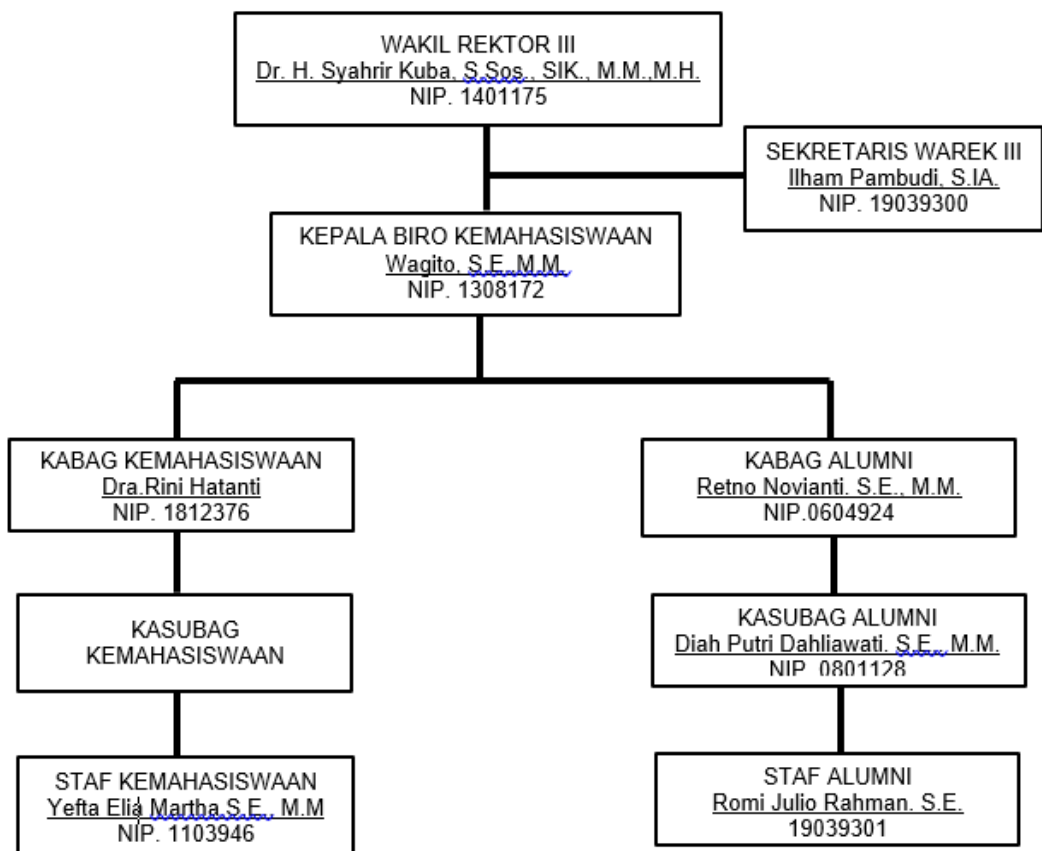 WAKIL REKTOR III
Dr. H. Syahrir Kuba, S.Sos., SIK., M.M.,M.H.
NIP. 1401175
SEKRETARIS WAREK III
Ilham Pambudi, S.IA.
NIP. 19039300
KEPALA BIRO KEMAHASISWAAN
Wagito, S.E.,M.M.
NIP. 1308172
KABAG KEMAHASISWAAN
Dra.Rini Hatanti
NIP. 1812376
KABAG ALUMNI
Retno Novianti. S.E., M.M.
NIP.0604924
KASUBAG
KEMAHASISWAAN
KASUBAG ALUMNI
Diah Putri Dahliawati. S.E., M.M.
NIP. 0801128
STAF KEMAHASISWAAN
Yefta Elia Martha,S.E., M.M
NIP. 1103946
STAF ALUMNI
Romi Julio Rahman. S.E.
19039301